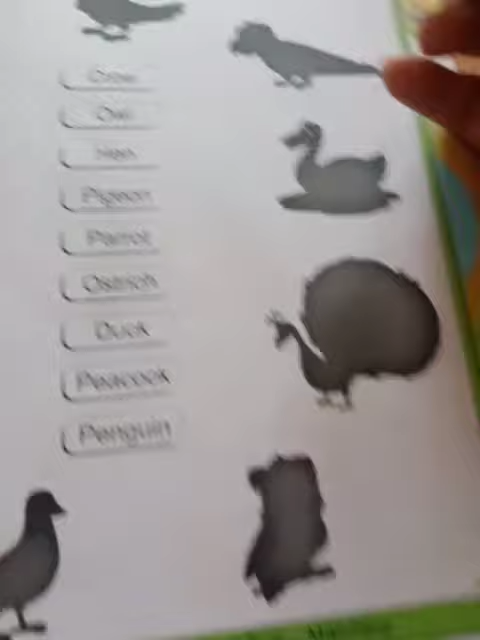 Crow
Owl
Hen
Pigeon
Parrot
Ostrich
Duck
Peacock
Penguin